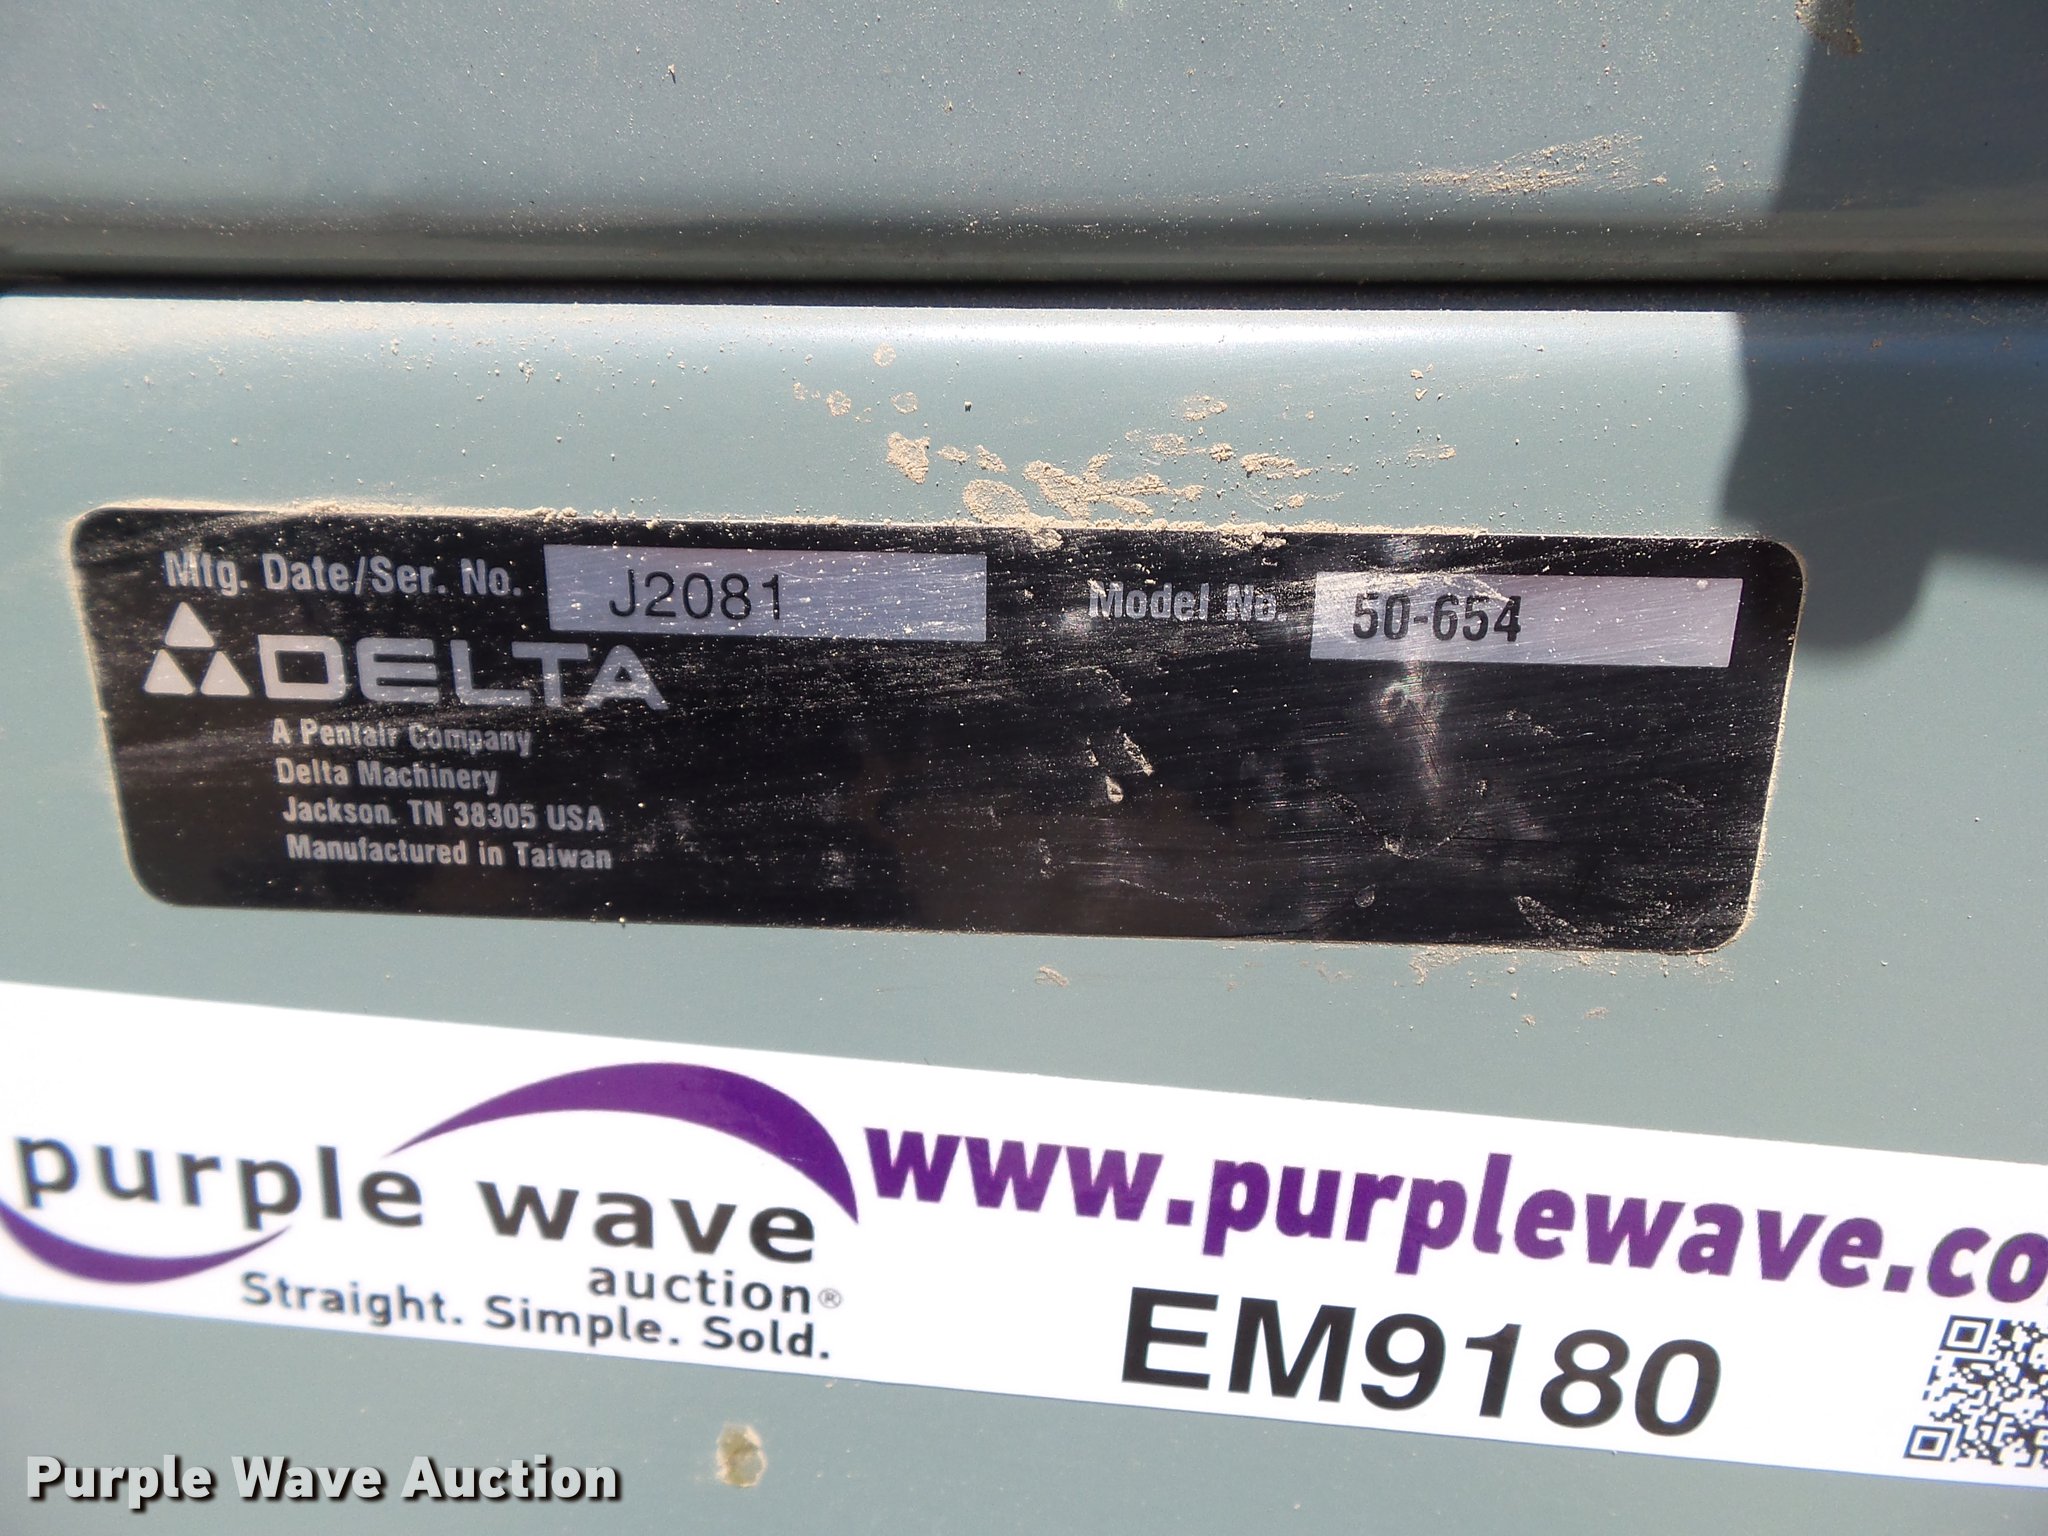 Mfg. Date/Ser. No. J2081 Model No. 50-654
DELTA
A Pentair Company
Delta Machinery
Jackson, TN 38305 USA
Manufactured in Taiwan
purple wave
auction®
Straight. Simple. Sold.
www.purplewave.co
EM9180
Purple Wave Auction